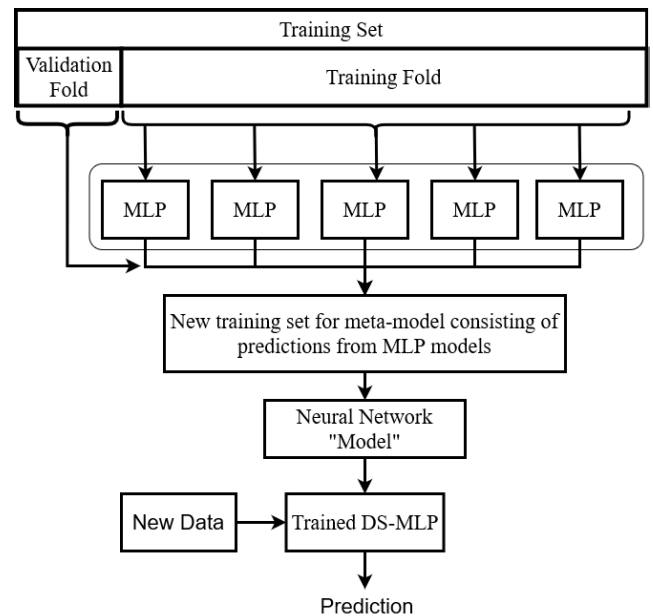 Training Set
Validation
Fold
Training Fold
MLP
MLP
MLP
MLP
MLP
New training set for meta-model consisting of
predictions from MLP models
Neural Network
"Model"
New Data
Trained DS-MLP
Prediction